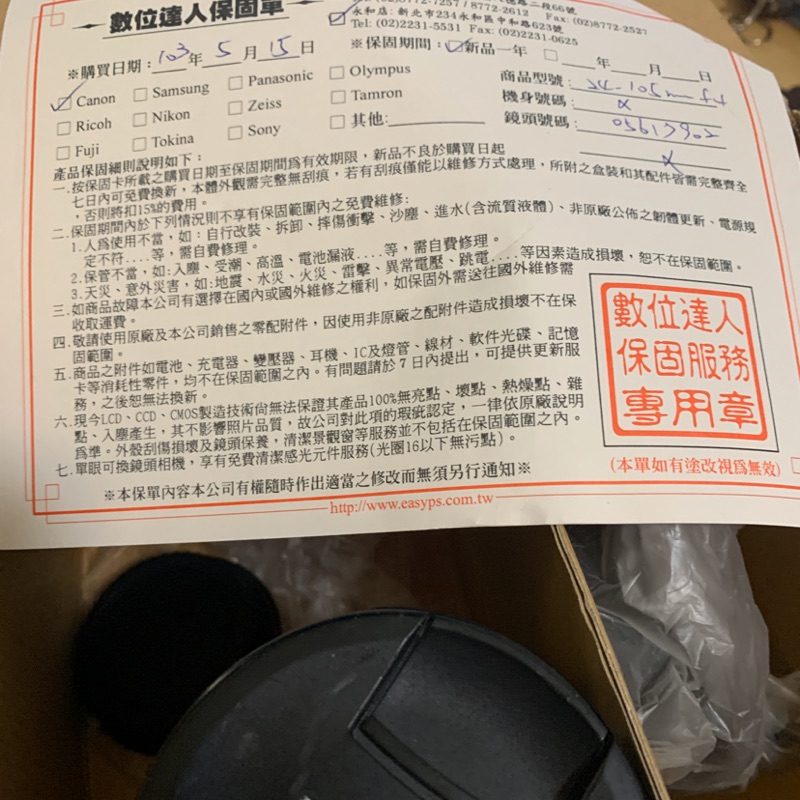 數位達人保固單
二段66號
(02)8772-7257 / 8772-2612 Fax: (02)8772-2527
永和店: 新北市234永和區中和路623號
Tel: (02)2231-5531 Fax: (02)2231-0625
※購買日期: 103年 5 月 15 日 ※保固期間: 新品一年 年 月 日
Canon Samsung Panasonic Olympus
Ricoh Nikon Zeiss Tamron
Fuji Tokina Sony 其他:
商品型號: 24-105mm f4
機身號碼: x
鏡頭號碼: 05617902
x
產品保固細則說明如下:
一.按保固卡所載之購買日期至保固期間為有效期限,新品不良於購買日起
七日內可免費換新,本體外觀需完整無刮痕,若有刮痕僅能以維修方式處理,所附之盒裝和其配件皆需完整齊全
,否則將扣15%的費用。
二.保固期間內於下列情況則不享有保固範圍內之免費維修:
1.人為使用不當,如:自行改裝、拆卸、摔傷衝擊、沙塵、進水(含流質液體)、非原廠公佈之韌體更新、電源規
定不符....等,需自費修理。
2.保管不當,如:入塵、受潮、高溫、電池漏液....等,需自費修理。
3.天災、意外災害,如:地震、水災、火災、雷擊、異常電壓、跳電....等因素造成損壞,恕不在保固範圍。
三.如商品故障本公司有選擇在國內或國外維修之權利,如保固外需送往國外維修需
收取運費。
四.敬請使用原廠及本公司銷售之零配附件,因使用非原廠之配附件造成損壞不在保
固範圍。
五.商品之附件如電池、充電器、變壓器、耳機、IC及燈管、線材、軟件光碟、記憶
卡等消耗性零件,均不在保固範圍之內。有問題請於7日內提出,可提供更新服
務,之後恕無法換新。
六.現今LCD、CCD、CMOS製造技術尚無法保證其產品100%無亮點、壞點、熱燥點、雜
點、入塵產生,其不影響照片品質,故公司對此項的瑕疵認定,一律依原廠說明
為準。外殼刮傷損壞及鏡頭保養,清潔景觀窗等服務並不包括在保固範圍之內。
七.單眼可換鏡頭相機,享有免費清潔感光元件服務(光圈16以下無污點)。
數位達人
保固服務
專用章
(本單如有塗改視為無效)
※本保單內容本公司有權隨時作出適當之修改而無須另行通知※
http://www.easyps.com.tw